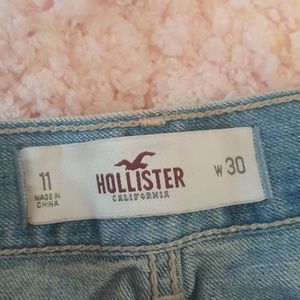 11
MADE IN
CHINA
HOLLISTER
CALIFORNIA
W 30